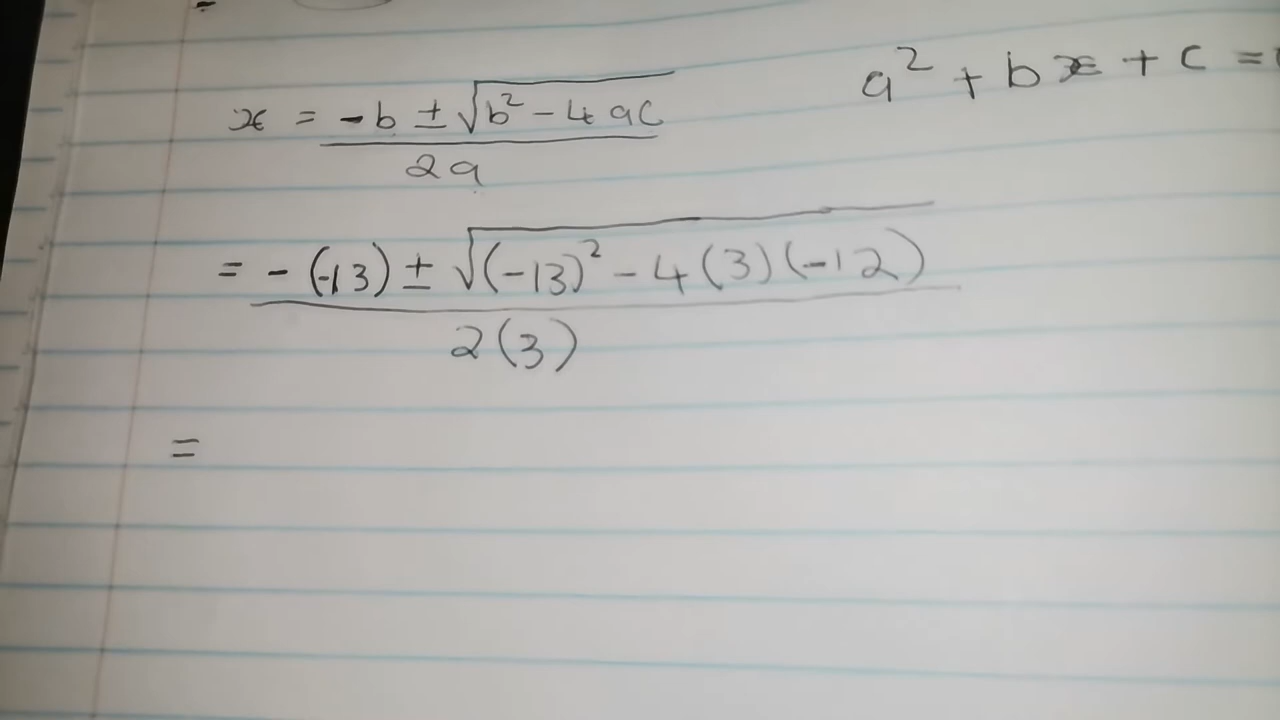 a² + bx + c =
x = -b ± √(b² - 4ac) / 2a
= -(-13) ± √((-13)² - 4(3)(-12)) / 2(3)
=